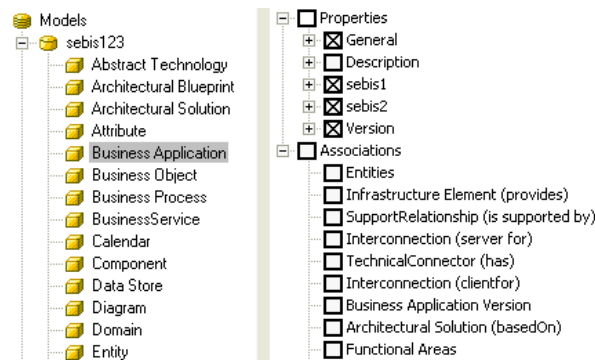 Models
sebis123
Abstract Technology
Architectural Blueprint
Architectural Solution
Attribute
Business Application
Business Object
Business Process
BusinessService
Calendar
Component
Data Store
Diagram
Domain
Entity
Properties
General
Description
sebis1
sebis2
Version
Associations
Entities
Infrastructure Element (provides)
SupportRelationship (is supported by)
Interconnection (server for)
TechnicalConnector (has)
Interconnection (clientfor)
Business Application Version
Architectural Solution (basedOn)
Functional Areas